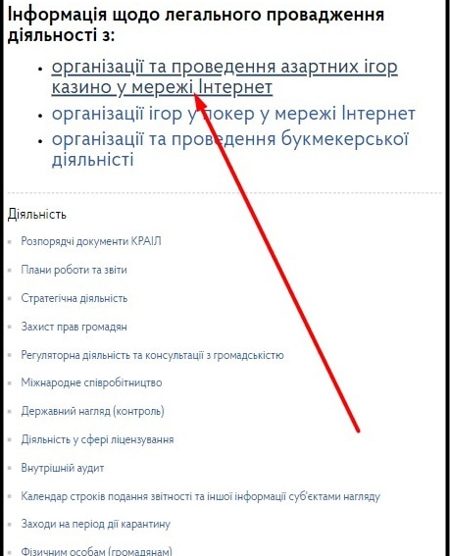 Інформація щодо легального провадження
діяльності з:
організації та проведення азартних ігор
казино у мережі Інтернет
організації ігор у покер у мережі Інтернет
організації та проведення букмекерської
діяльністі
Діяльність
Розпорядчі документи КРАІЛ
Плани роботи та звіти
Стратегічна діяльність
Захист прав громадян
Регуляторна діяльність та консультації з громадськістю
Міжнародне співробітництво
Державний нагляд (контроль)
Діяльність у сфері ліцензування
Внутрішній аудит
Календар строків подання звітності та іншої інформації суб'єктами нагляду
Заходи на період дії карантину
Фізичним особам (громадянам)